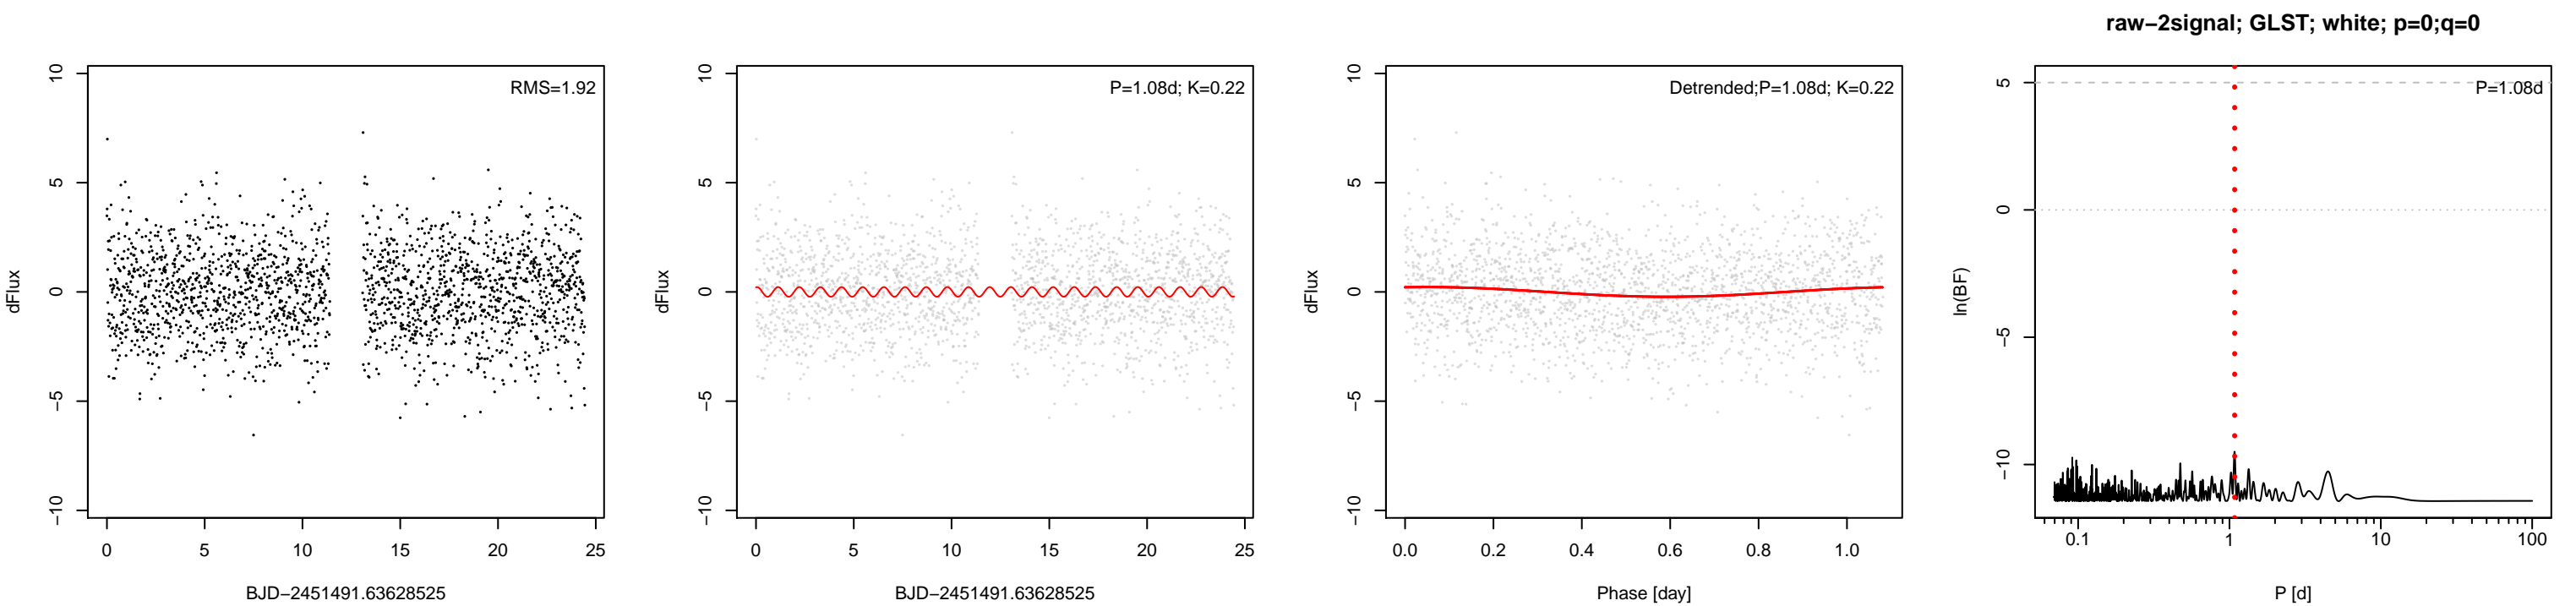 raw−2signal; GLST; white; p=0;q=0
RMS=1.92
dFlux
10
5
0
−5
−10
0 5 10 15 20 25
BJD−2451491.63628525
P=1.08d; K=0.22
dFlux
10
5
0
−5
−10
0 5 10 15 20 25
BJD−2451491.63628525
Detrended;P=1.08d; K=0.22
dFlux
10
5
0
−5
−10
0.0 0.2 0.4 0.6 0.8 1.0
Phase [day]
P=1.08d
ln(BF)
5
0
−5
−10
0.1 1 10 100
P [d]